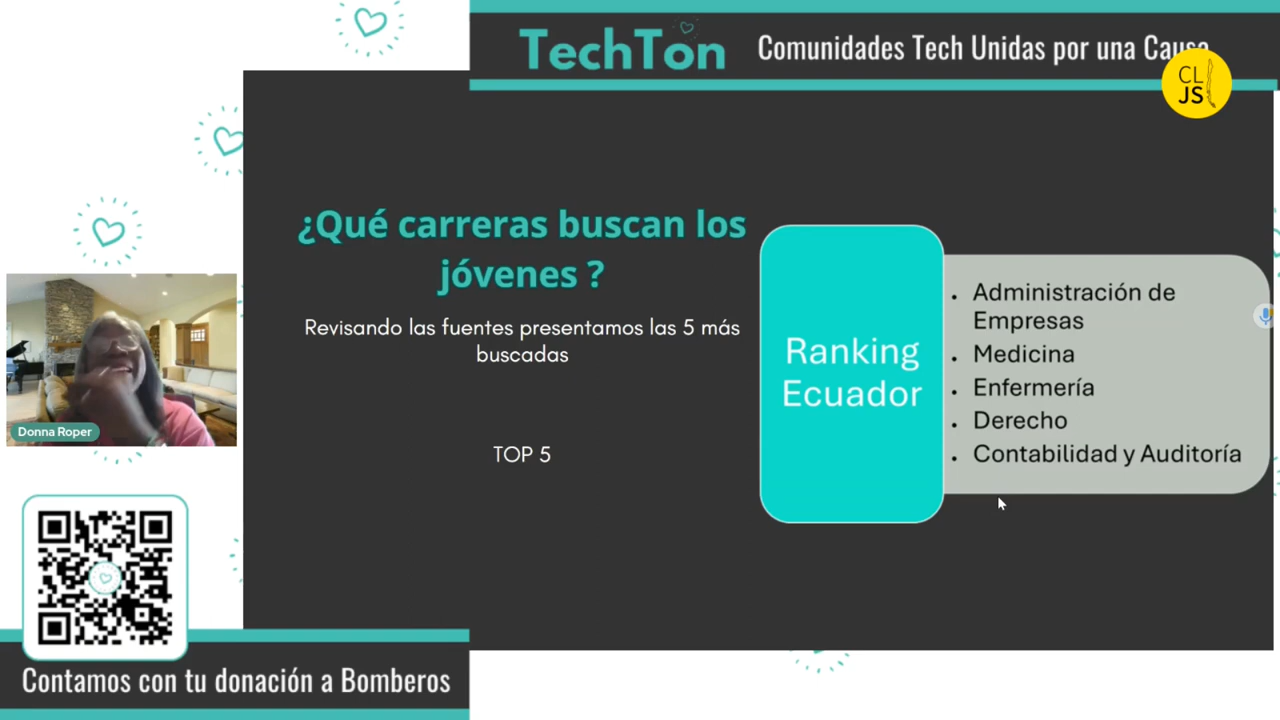 TechTon
Comunidades Tech Unidas por una Causa
CL
JS
¿Qué carreras buscan los
jóvenes ?
Revisando las fuentes presentamos las 5 más
buscadas
TOP 5
Ranking
Ecuador
• Administración de
Empresas
• Medicina
• Enfermería
• Derecho
• Contabilidad y Auditoría
Donna Roper
Contamos con tu donación a Bomberos